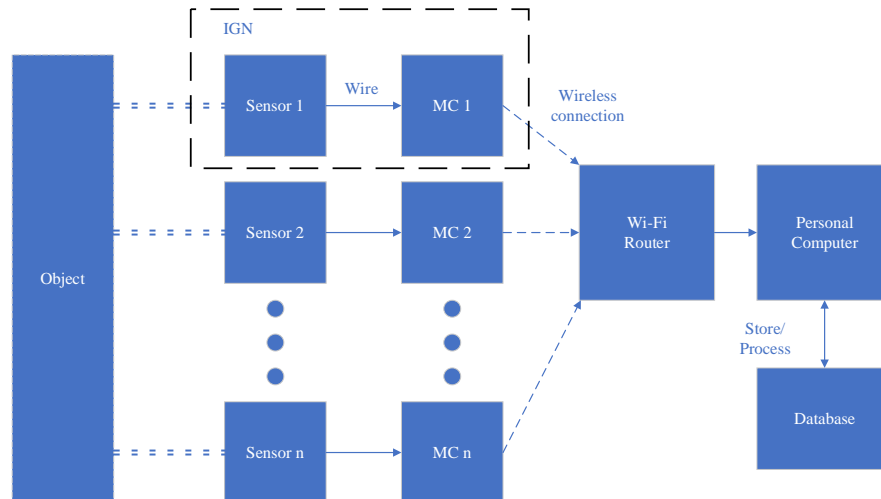 IGN
Sensor 1
Wire
MC 1
Wireless
connection
Sensor 2
MC 2
Wi-Fi
Router
Personal
Computer
Object
Store/
Process
Sensor n
MC n
Database